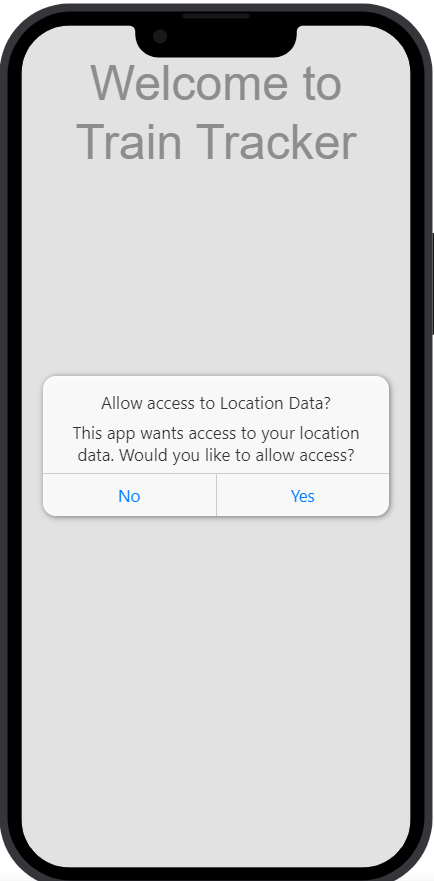 Welcome to
Train Tracker
Allow access to Location Data?
This app wants access to your location
data. Would you like to allow access?
No
Yes